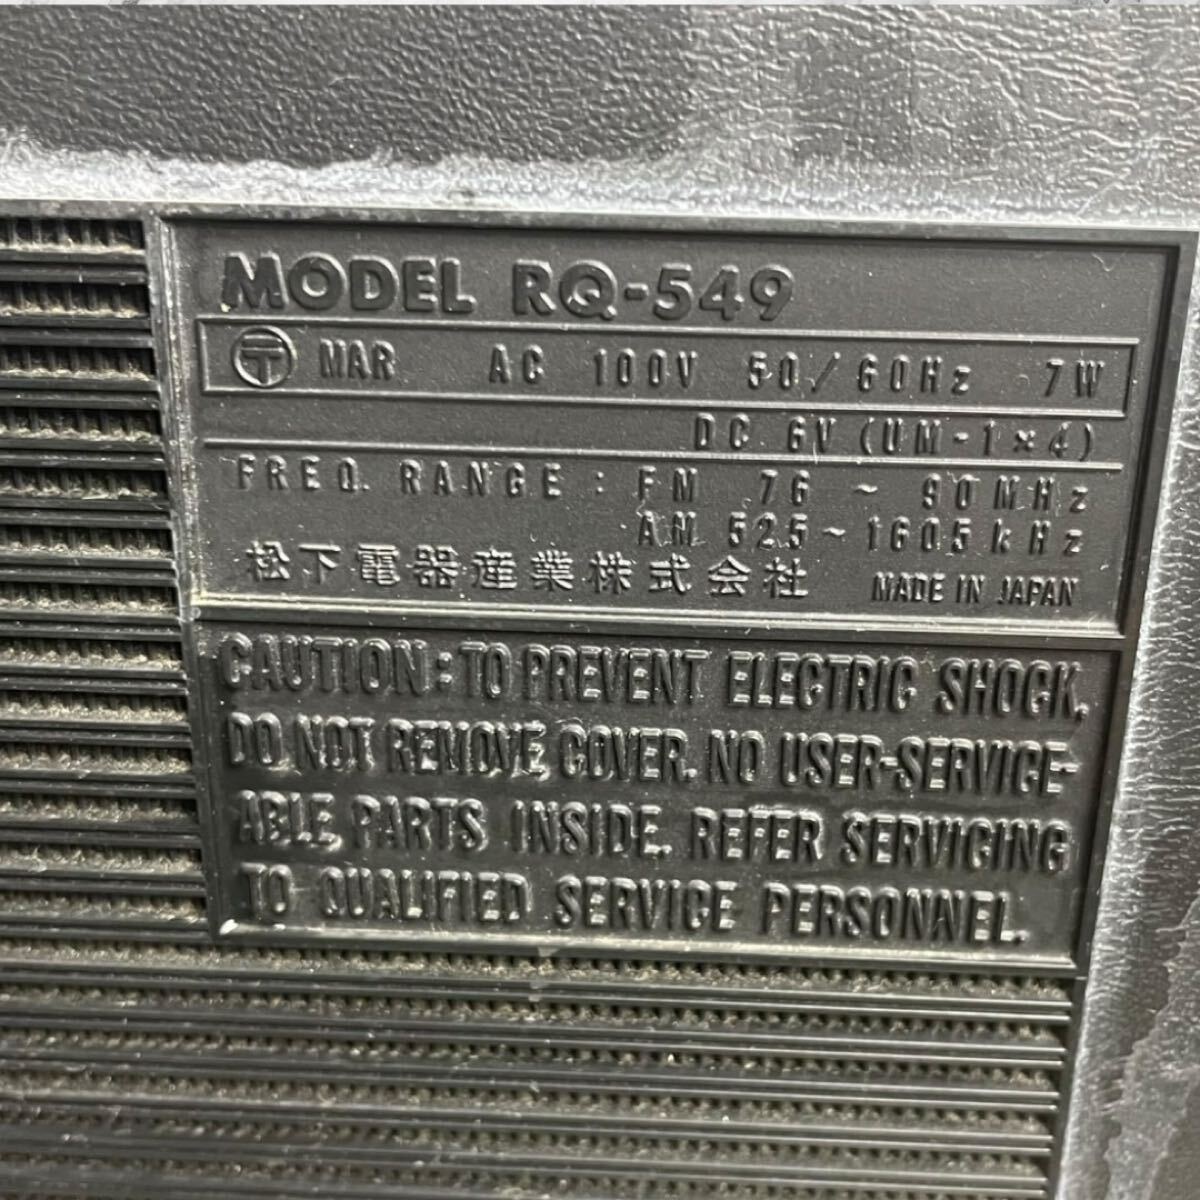 MODEL RQ-549
〒 MAR AC 100V 50/60Hz 7W
DC 6V (UM-1×4)
FREQ. RANGE : FM 76 ~ 90MHz
AM 525~1605kHz
松下電器産業株式会社 MADE IN JAPAN
CAUTION: TO PREVENT ELECTRIC SHOCK,
DO NOT REMOVE COVER. NO USER-SERVICE-
ABLE PARTS INSIDE. REFER SERVICING
TO QUALIFIED SERVICE PERSONNEL.